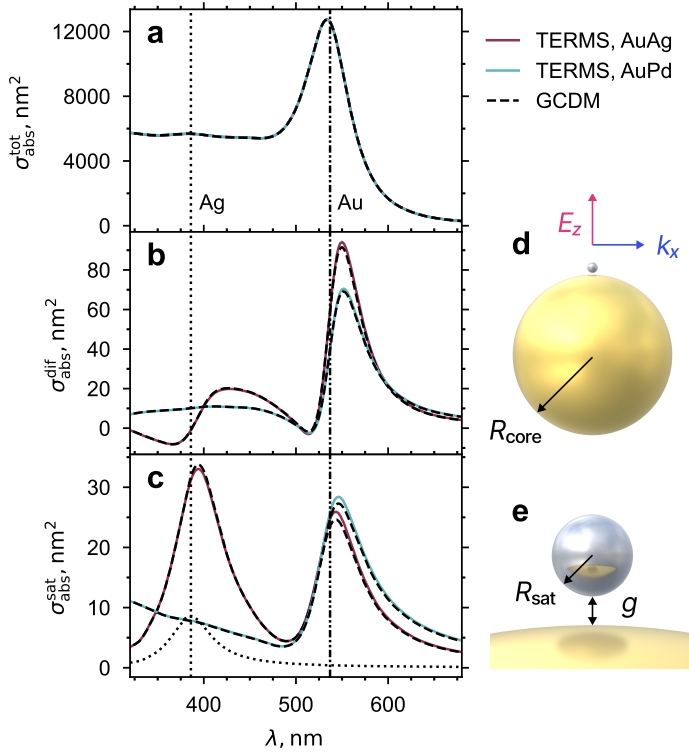 a
12000
8000
4000
0
σ_abs^tot, nm²
Ag
Au
TERMS, AuAg
TERMS, AuPd
GCDM
b
80
60
40
20
0
σ_abs^dif, nm²
c
30
20
10
0
σ_abs^sat, nm²
400
500
600
λ, nm
d
E_z
k_x
R_core
e
R_sat
g